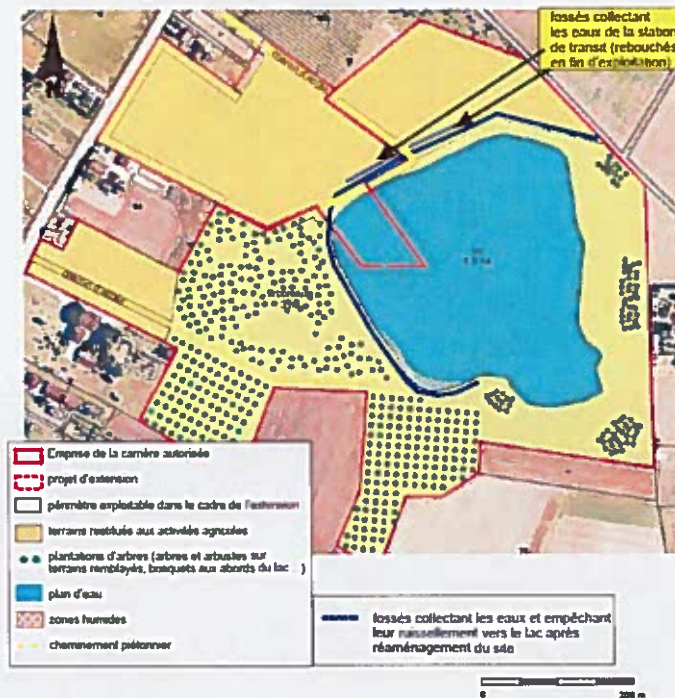 fossés collectant
les eaux de la station
de transit (rebouchés
en fin d'exploitation)
N
Emprise de la carrière autorisée
projet d'extension
périmètre exploitable dans le cadre de l'extension
terrains restitués aux activités agricoles
plantations d'arbres (arbres et arbustes sur
terrains remblayés, bosquets aux abords du lac...)
plan d'eau
zones humides
cheminement piétonnier
fossés collectant les eaux et empêchant
leur ruissellement vers le lac après
réaménagement du site
0
200 m